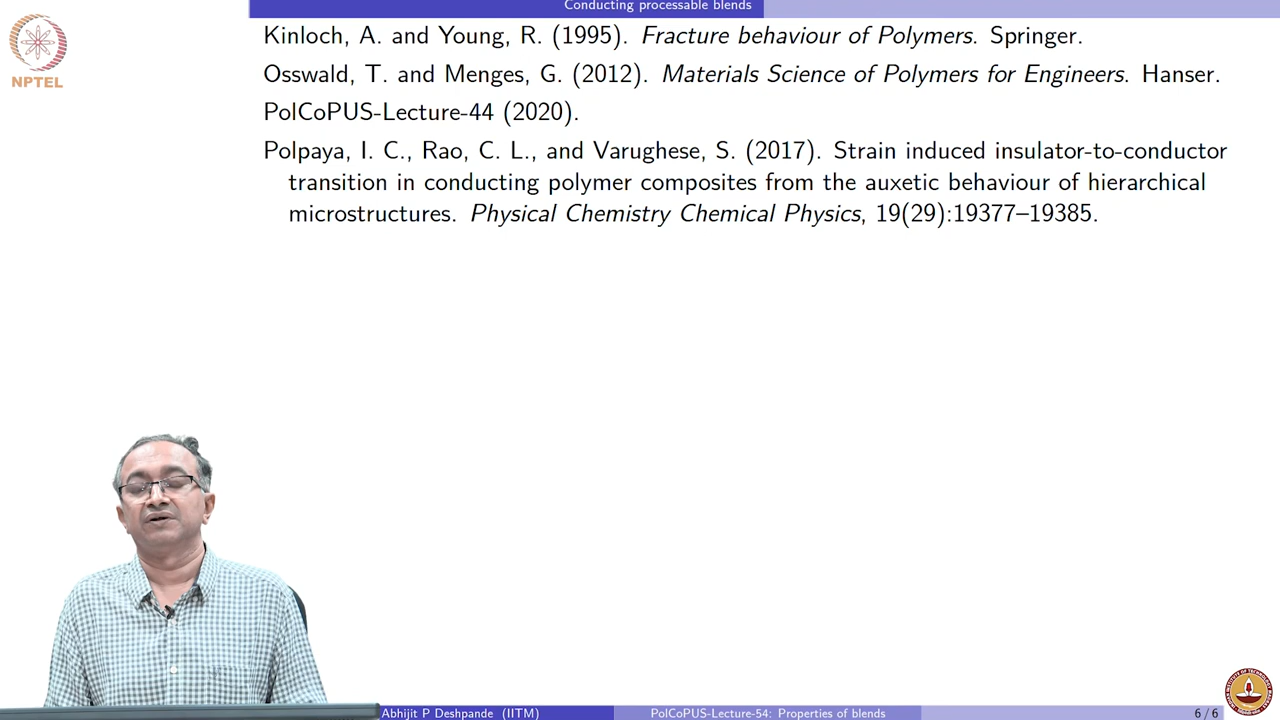 Conducting processable blends
NPTEL
Kinloch, A. and Young, R. (1995). Fracture behaviour of Polymers. Springer.
Osswald, T. and Menges, G. (2012). Materials Science of Polymers for Engineers. Hanser.
PolCoPUS-Lecture-44 (2020).
Polpaya, I. C., Rao, C. L., and Varughese, S. (2017). Strain induced insulator-to-conductor
transition in conducting polymer composites from the auxetic behaviour of hierarchical
microstructures. Physical Chemistry Chemical Physics, 19(29):19377–19385.
Abhijit P Deshpande (IITM)
PolCoPUS-Lecture-54: Properties of blends
6 / 6